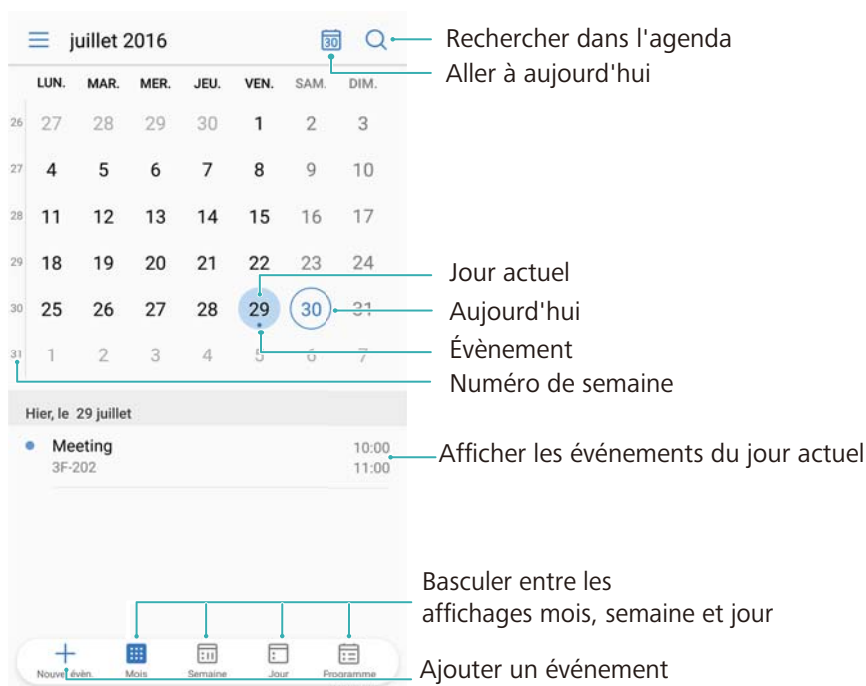 juillet 2016
30
Rechercher dans l'agenda
Aller à aujourd'hui
LUN. MAR. MER. JEU. VEN. SAM. DIM.
26 27 28 29 30 1 2 3
27 4 5 6 7 8 9 10
28 11 12 13 14 15 16 17
29 18 19 20 21 22 23 24
Jour actuel
30 25 26 27 28 29 30 31
Aujourd'hui
Évènement
31 1 2 3 4 5 6 7
Numéro de semaine
Hier, le 29 juillet
Meeting 10:00
3F-202 11:00
Afficher les événements du jour actuel
Basculer entre les
affichages mois, semaine et jour
Nouvel évèn. Mois Semaine Jour Programme
Ajouter un événement